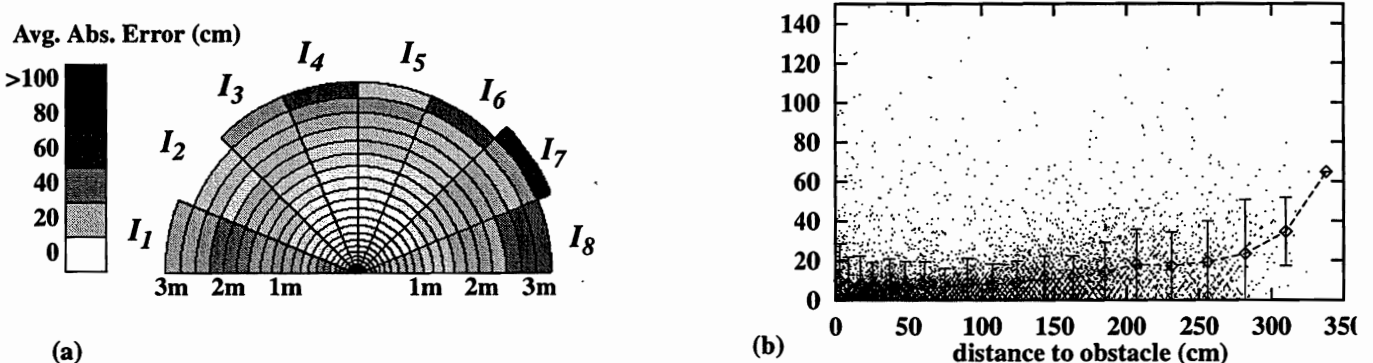 Avg. Abs. Error (cm)
>100
80
60
40
20
0
I1
I2
I3
I4
I5
I6
I7
I8
3m 2m 1m 1m 2m 3m
(a)
140
120
100
80
60
40
20
0
0 50 100 150 200 250 300 35(
distance to obstacle (cm)
(b)